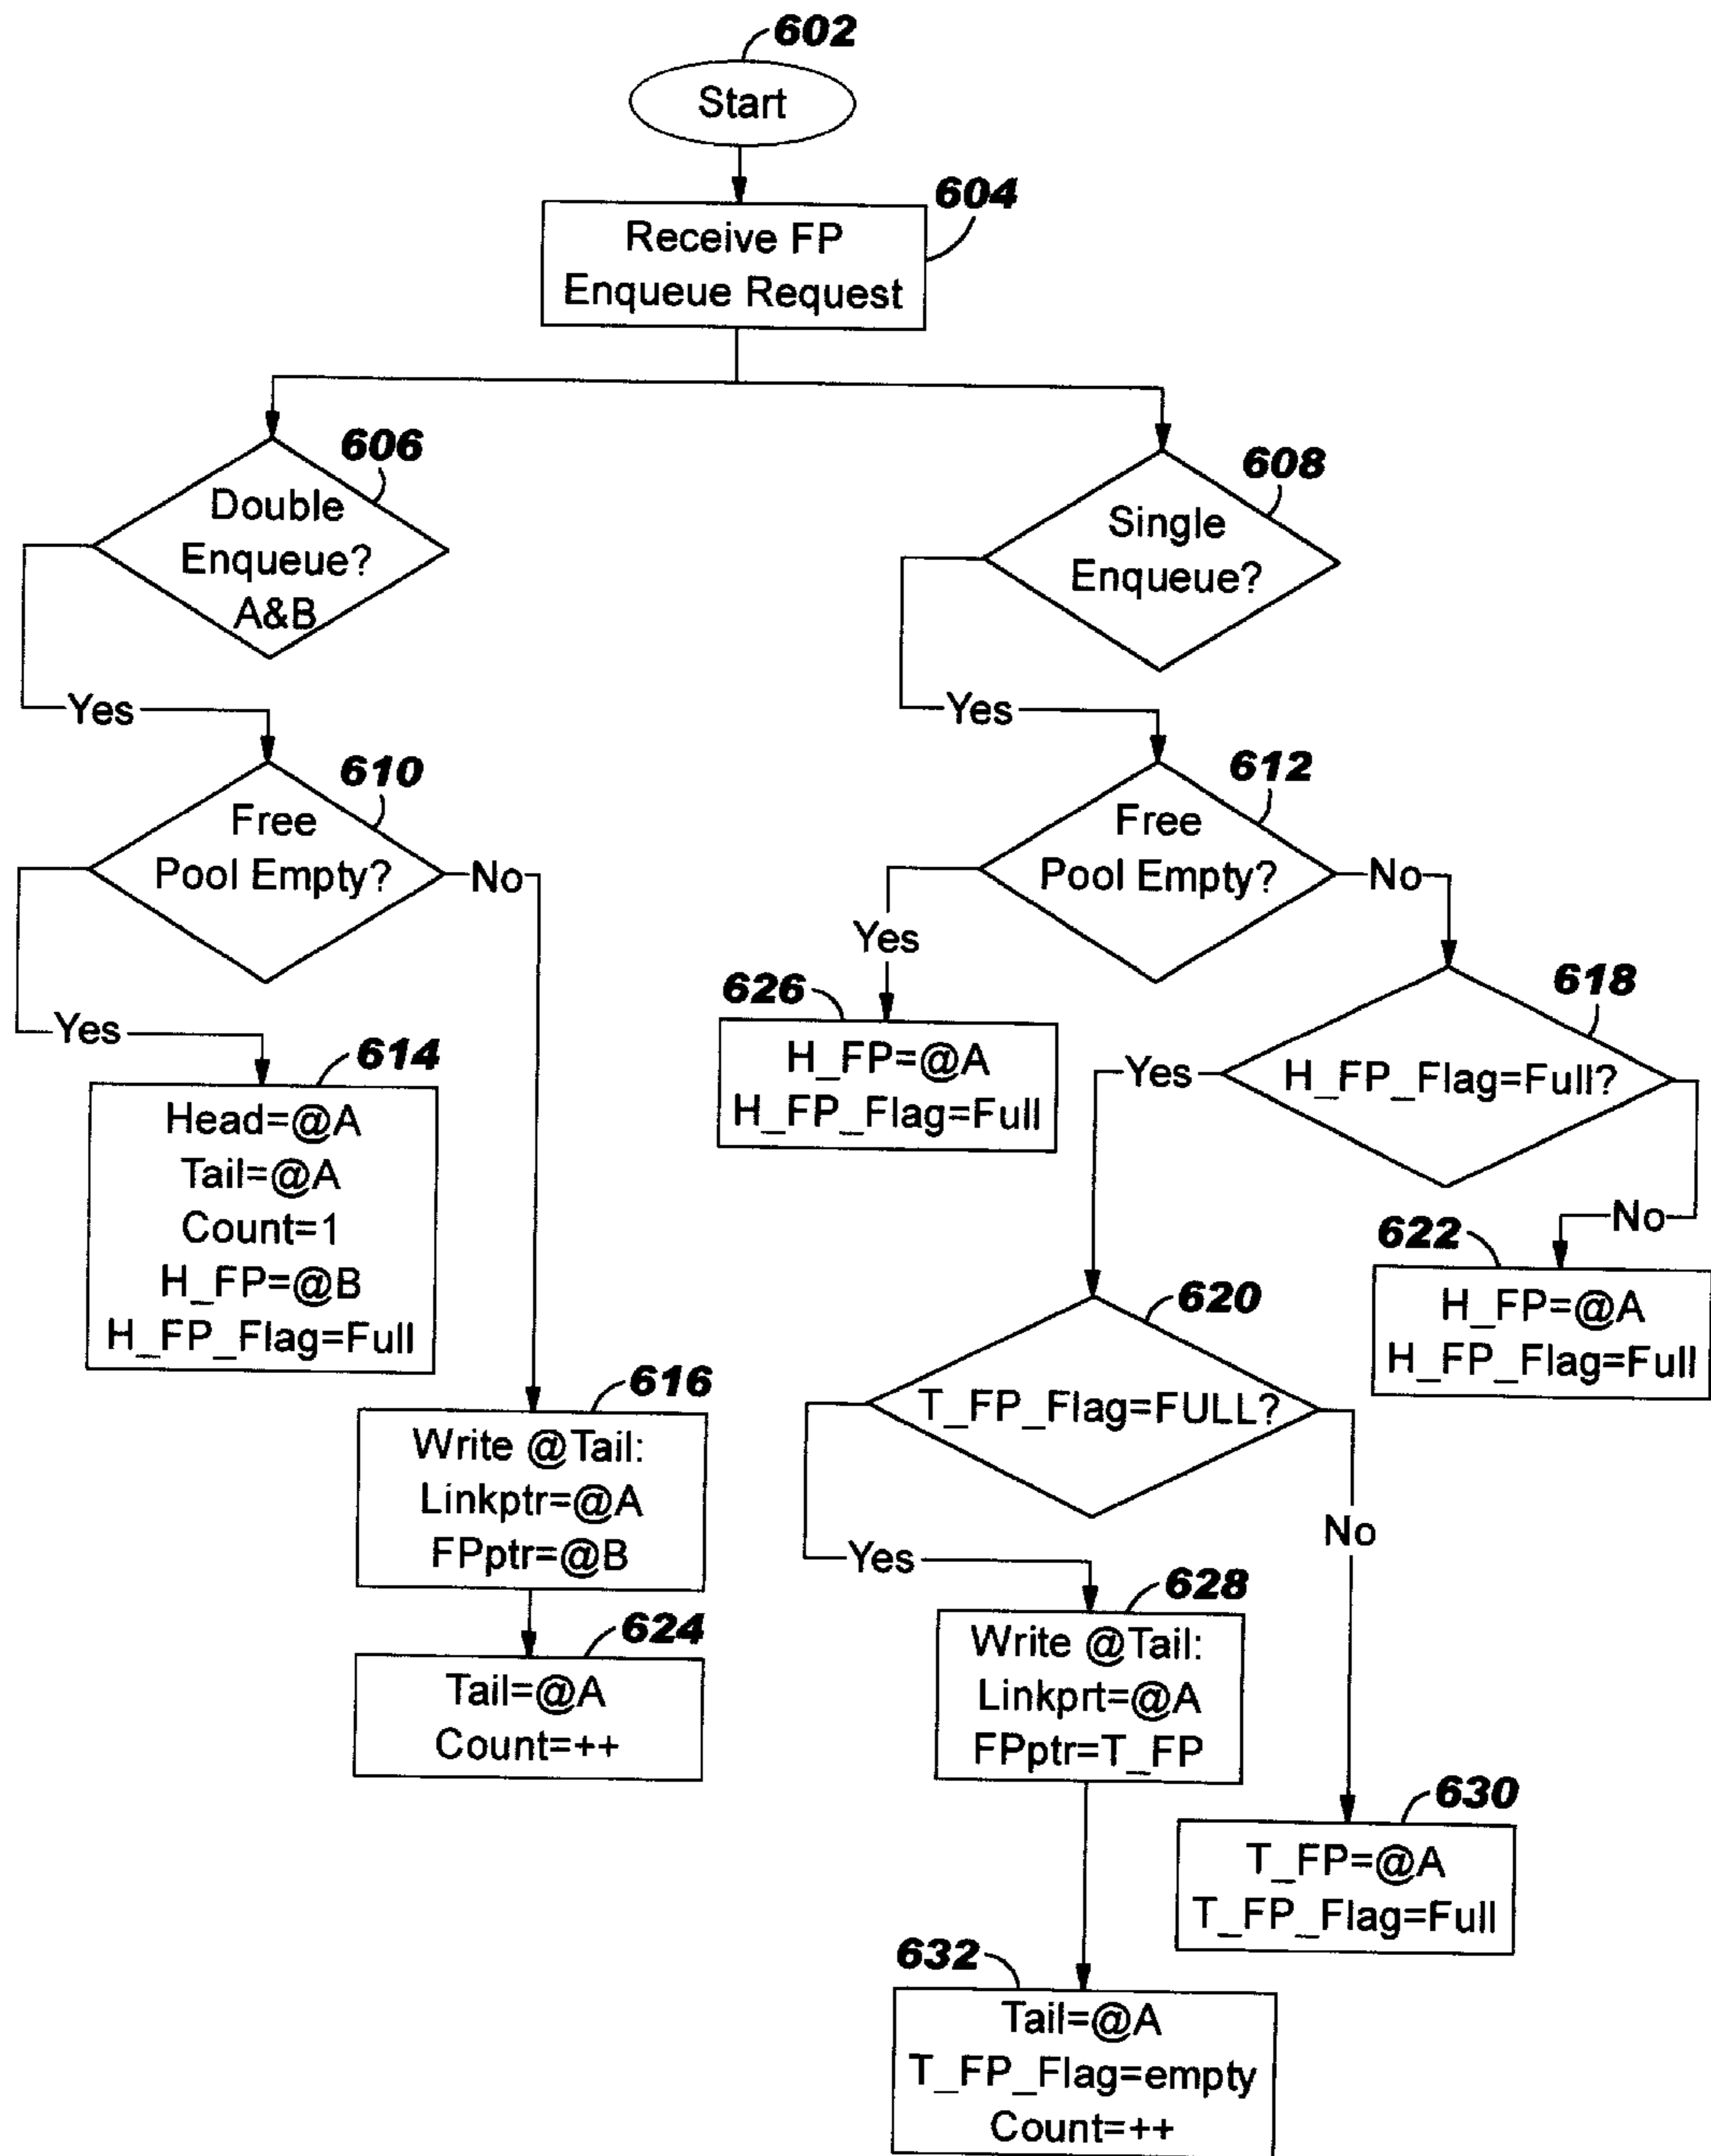 602
Start
604
Receive FP
Enqueue Request
606
Double
Enqueue?
A&B
608
Single
Enqueue?
Yes
Yes
610
Free
Pool Empty?
No
612
Free
Pool Empty?
No
Yes
Yes
614
Head=@A
Tail=@A
Count=1
H_FP=@B
H_FP_Flag=Full
626
H_FP=@A
H_FP_Flag=Full
618
H_FP_Flag=Full?
Yes
No
622
H_FP=@A
H_FP_Flag=Full
616
Write @Tail:
Linkptr=@A
FPptr=@B
620
T_FP_Flag=FULL?
Yes
No
624
Tail=@A
Count=++
628
Write @Tail:
Linkprt=@A
FPptr=T_FP
630
T_FP=@A
T_FP_Flag=Full
632
Tail=@A
T_FP_Flag=empty
Count=++